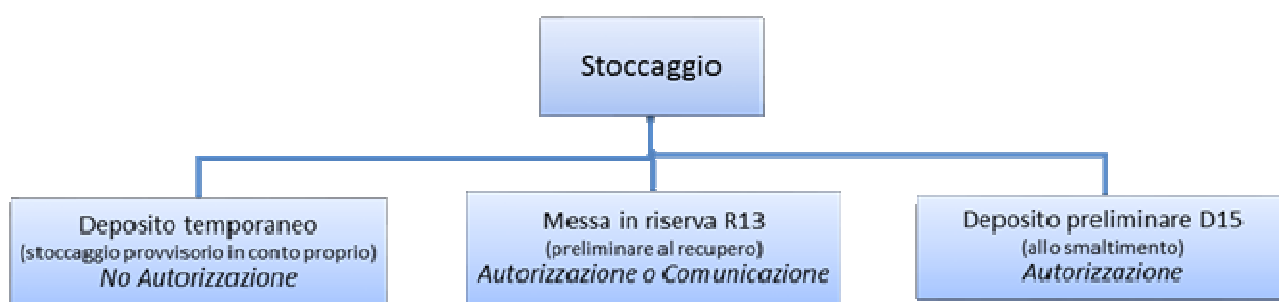 Stoccaggio
Deposito temporaneo
(stoccaggio provvisorio in conto proprio)
No Autorizzazione
Messa in riserva R13
(preliminare al recupero)
Autorizzazione o Comunicazione
Deposito preliminare D15
(allo smaltimento)
Autorizzazione